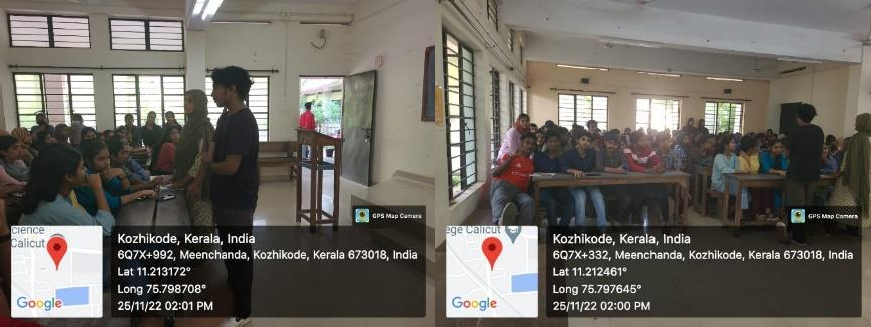 GPS Map Camera
cience
Calicut
Google
Kozhikode, Kerala, India
6Q7X+992, Meenchanda, Kozhikode, Kerala 673018, India
Lat 11.213172°
Long 75.798708°
25/11/22 02:01 PM
GPS Map Camera
ege Calicut
Google
Kozhikode, Kerala, India
6Q7X+332, Meenchanda, Kozhikode, Kerala 673018, India
Lat 11.212461°
Long 75.797645°
25/11/22 02:00 PM